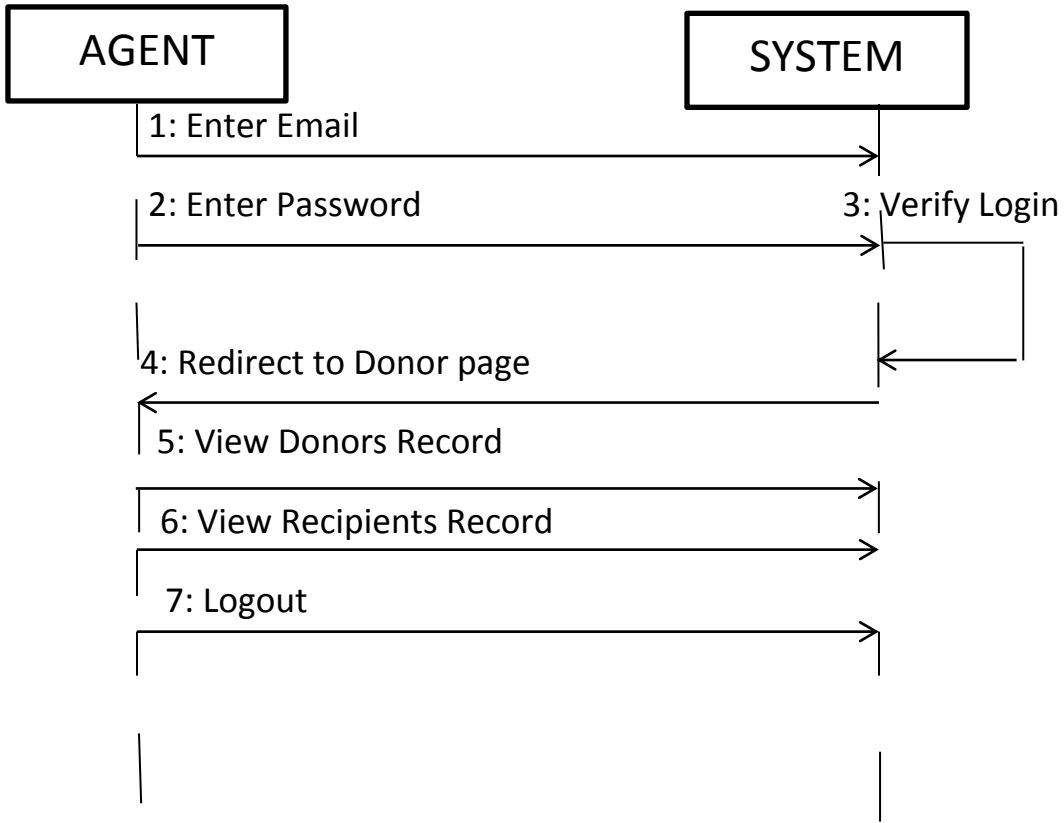 AGENT
SYSTEM
1: Enter Email
2: Enter Password
3: Verify Login
4: Redirect to Donor page
5: View Donors Record
6: View Recipients Record
7: Logout